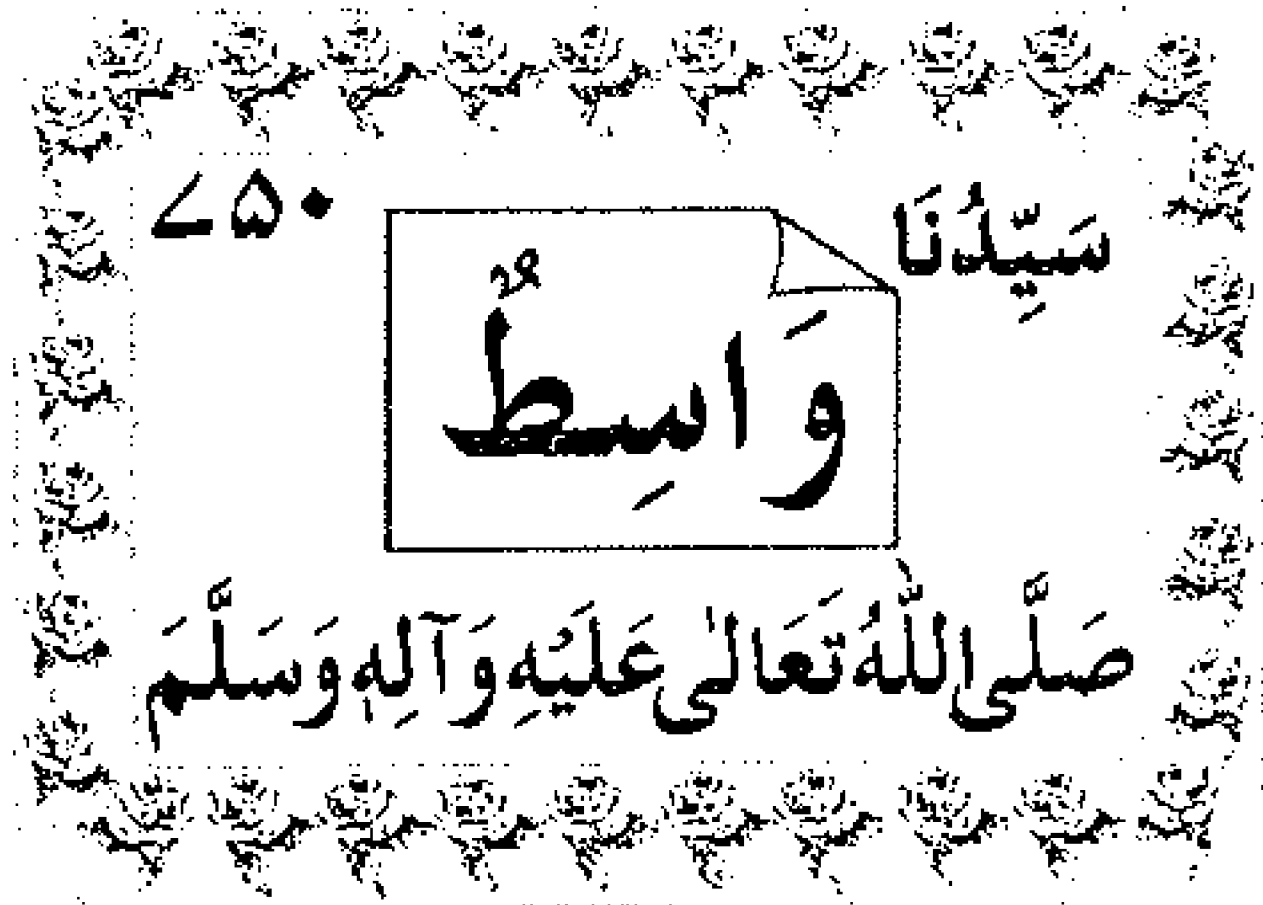 سَيِّدُنَا
۷۵۰
وَاسِطٌ
صَلَّى اللّٰهُ تَعَالٰى عَلَيْهِ وَآلِهٖ وَسَلَّمَ